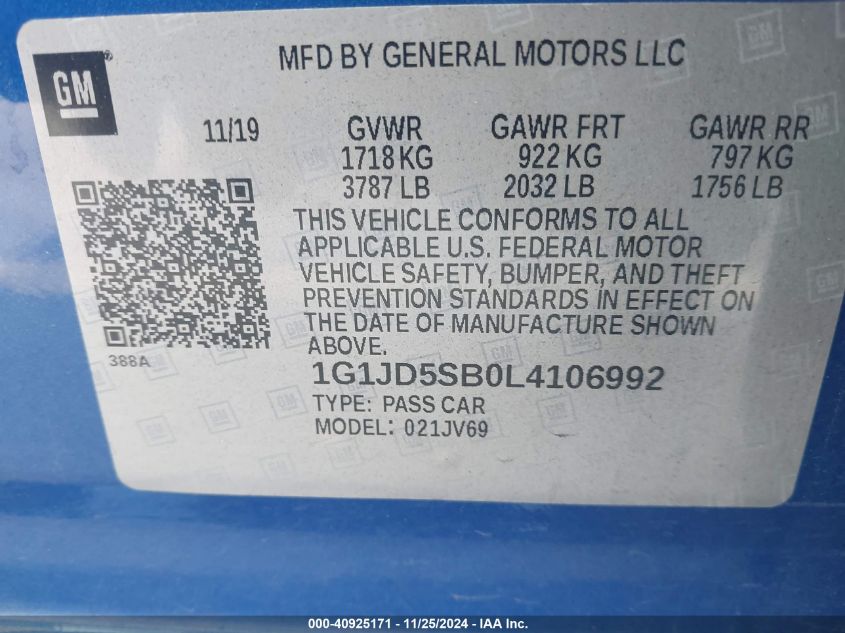 MFD BY GENERAL MOTORS LLC
GM
11/19 GVWR GAWR FRT GAWR RR
1718 KG 922 KG 797 KG
3787 LB 2032 LB 1756 LB
THIS VEHICLE CONFORMS TO ALL
APPLICABLE U.S. FEDERAL MOTOR
VEHICLE SAFETY, BUMPER, AND THEFT
PREVENTION STANDARDS IN EFFECT ON
THE DATE OF MANUFACTURE SHOWN
ABOVE.
388A
1G1JD5SB0L4106992
TYPE: PASS CAR
MODEL: 021JV69
000-40925171 - 11/25/2024 - IAA Inc.